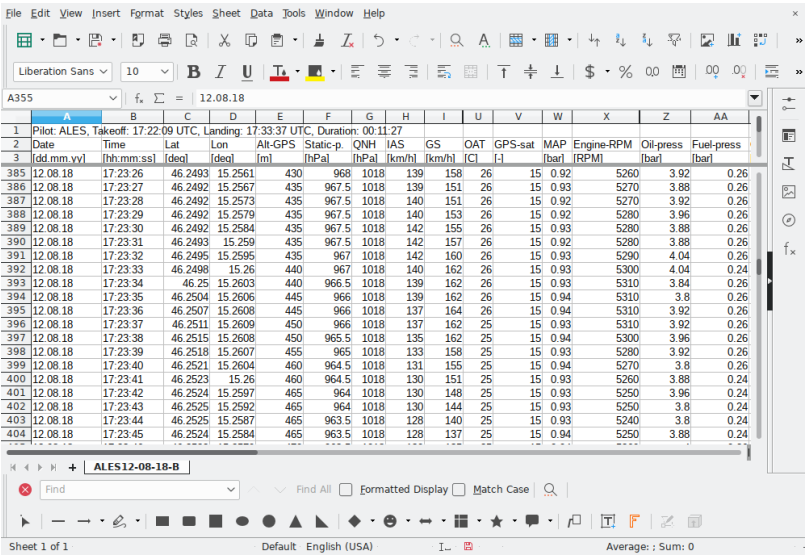 File Edit View Insert Format Styles Sheet Data Tools Window Help ×
Liberation Sans 10 B I U $ % 0,0 .00 .00 »
A355 fx Σ = 12.08.18
A B C D E F G H I U V W X Z AA
1 Pilot: ALES, Takeoff: 17:22:09 UTC, Landing: 17:33:37 UTC, Duration: 00:11:27
2 Date Time Lat Lon Alt-GPS Static-p. QNH IAS GS OAT GPS-sat MAP Engine-RPM Oil-press Fuel-press
3 [dd.mm.yy] [hh:mm:ss] [deg] [deg] [m] [hPa] [hPa] [km/h] [km/h] [C] [-] [bar] [RPM] [bar] [bar]
385 12.08.18 17:23:26 46.2493 15.2561 430 968 1018 139 158 26 15 0.92 5260 3.92 0.26
386 12.08.18 17:23:27 46.2492 15.2567 435 967.5 1018 139 151 26 15 0.93 5270 3.88 0.26
387 12.08.18 17:23:28 46.2492 15.2573 435 967.5 1018 140 151 26 15 0.92 5270 3.92 0.26
388 12.08.18 17:23:29 46.2492 15.2579 435 967.5 1018 140 153 26 15 0.92 5280 3.96 0.26
389 12.08.18 17:23:30 46.2492 15.2584 435 967.5 1018 142 155 26 15 0.93 5280 3.88 0.26
390 12.08.18 17:23:31 46.2493 15.259 435 967.5 1018 142 157 26 15 0.92 5280 3.88 0.26
391 12.08.18 17:23:32 46.2495 15.2595 435 967 1018 142 160 26 15 0.93 5290 4.04 0.26
392 12.08.18 17:23:33 46.2498 15.26 440 967 1018 140 162 26 15 0.93 5300 4.04 0.24
393 12.08.18 17:23:34 46.25 15.2603 440 966.5 1018 139 162 26 15 0.93 5310 3.84 0.26
394 12.08.18 17:23:35 46.2504 15.2606 445 966 1018 139 162 26 15 0.94 5310 3.8 0.26
395 12.08.18 17:23:36 46.2507 15.2608 445 966 1018 137 164 26 15 0.94 5310 3.92 0.26
396 12.08.18 17:23:37 46.2511 15.2609 450 966 1018 137 162 25 15 0.93 5310 3.92 0.26
397 12.08.18 17:23:38 46.2515 15.2608 450 965.5 1018 135 162 25 15 0.94 5300 3.96 0.26
398 12.08.18 17:23:39 46.2518 15.2607 455 965 1018 133 158 25 15 0.93 5280 3.92 0.26
399 12.08.18 17:23:40 46.2521 15.2604 460 964.5 1018 131 155 25 15 0.94 5270 3.8 0.26
400 12.08.18 17:23:41 46.2523 15.26 460 964.5 1018 130 151 25 15 0.93 5260 3.88 0.24
401 12.08.18 17:23:42 46.2524 15.2597 465 964 1018 130 148 25 15 0.93 5250 3.96 0.24
402 12.08.18 17:23:43 46.2525 15.2592 465 964 1018 130 144 25 15 0.93 5250 3.8 0.24
403 12.08.18 17:23:44 46.2525 15.2587 465 963.5 1018 128 140 25 15 0.93 5240 3.8 0.24
404 12.08.18 17:23:45 46.2524 15.2584 465 963.5 1018 128 137 25 15 0.94 5250 3.88 0.24
ALES12-08-18-B
Find Find All Formatted Display Match Case
Sheet 1 of 1 Default English (USA) Average: ; Sum: 0